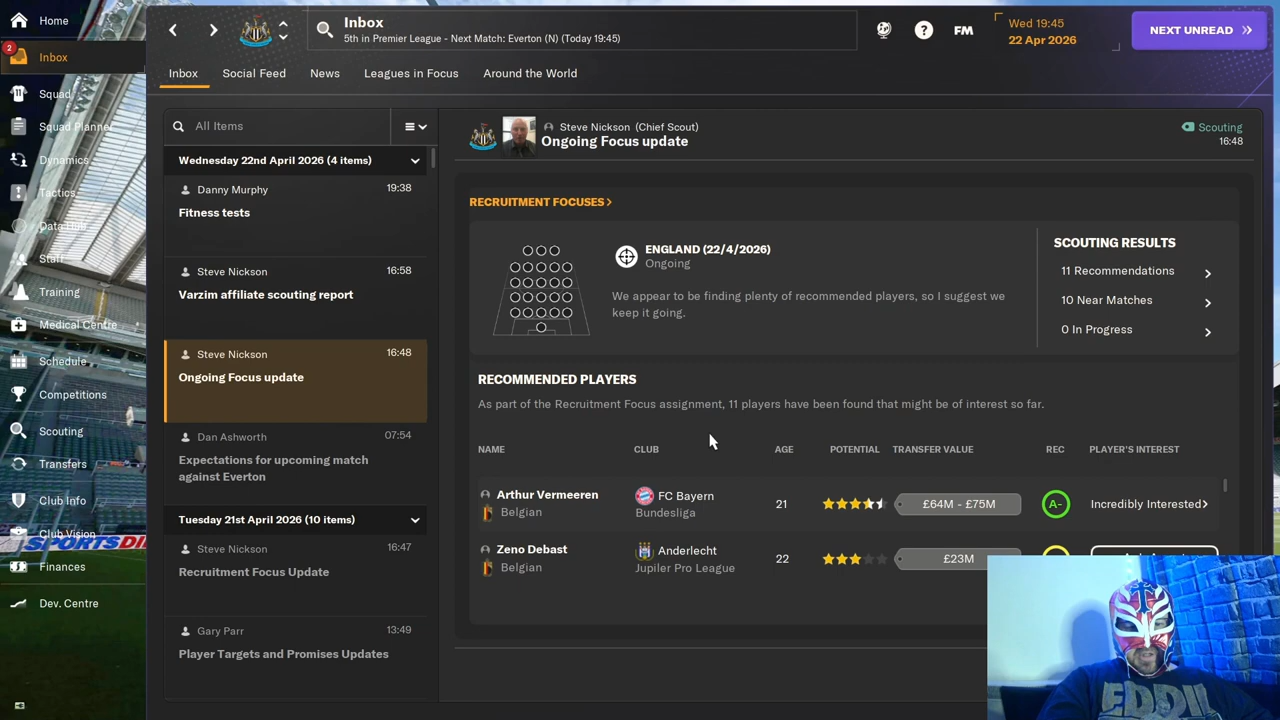 Home
2
Inbox
Squad
Squad Planner
Dynamics
Tactics
Data Hub
Staff
Training
Medical Centre
Schedule
Competitions
Scouting
Transfers
Club Info
Club Vision
SPORTS DIR
Finances
Dev. Centre
Inbox
5th in Premier League - Next Match: Everton (N) (Today 19:45)
?
FM
Wed 19:45
22 Apr 2026
NEXT UNREAD
Inbox
Social Feed
News
Leagues in Focus
Around the World
All Items
Wednesday 22nd April 2026 (4 items)
Danny Murphy 19:38
Fitness tests
Steve Nickson 16:58
Varzim affiliate scouting report
Steve Nickson 16:48
Ongoing Focus update
Dan Ashworth 07:54
Expectations for upcoming match
against Everton
Tuesday 21st April 2026 (10 items)
Steve Nickson 16:47
Recruitment Focus Update
Gary Parr 13:49
Player Targets and Promises Updates
Steve Nickson (Chief Scout)
Ongoing Focus update
Scouting
16:48
RECRUITMENT FOCUSES >
ENGLAND (22/4/2026)
Ongoing
We appear to be finding plenty of recommended players, so I suggest we
keep it going.
SCOUTING RESULTS
11 Recommendations
10 Near Matches
0 In Progress
RECOMMENDED PLAYERS
As part of the Recruitment Focus assignment, 11 players have been found that might be of interest so far.
NAME CLUB AGE POTENTIAL TRANSFER VALUE REC PLAYER'S INTEREST
Arthur Vermeeren
Belgian
FC Bayern
Bundesliga
21
£64M - £75M
A-
Incredibly Interested >
Zeno Debast
Belgian
Anderlecht
Jupiler Pro League
22
£23M
EDDI